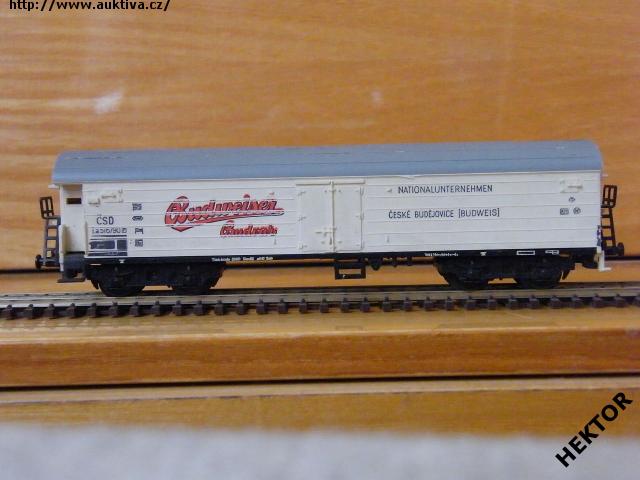 http://www.auktiva.cz/
Budweiser
Budvar
NATIONALUNTERNEHMEN
ČESKÉ BUDĚJOVICE [BUDWEIS]
ČSD
HEKTOR